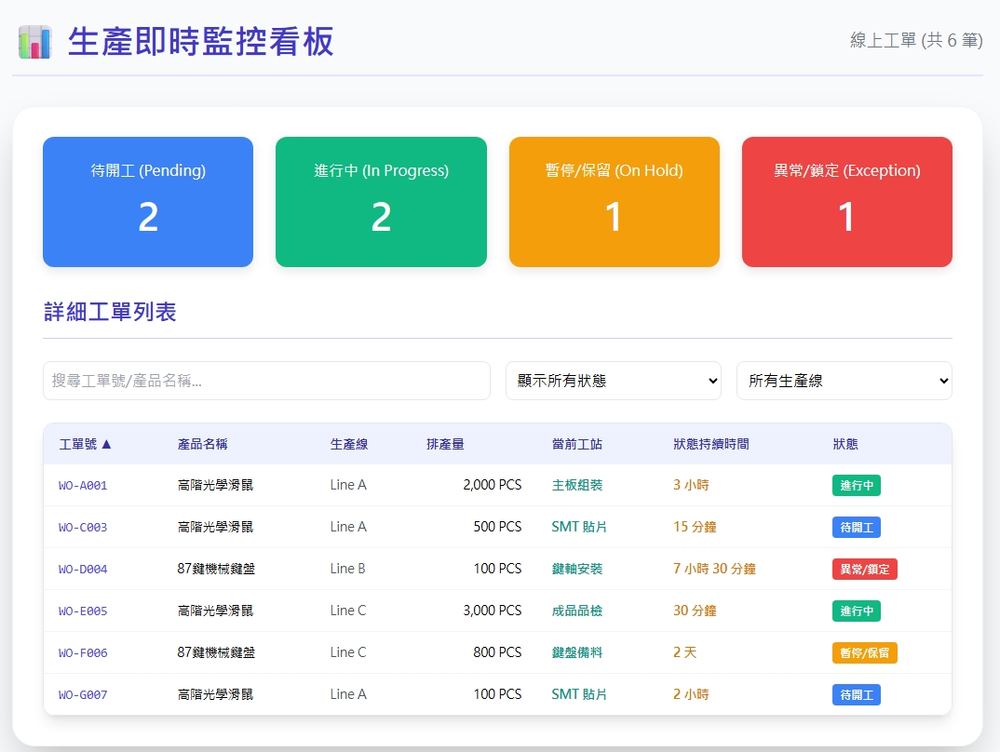 生產即時監控看板
線上工單 (共 6 筆)
待開工 (Pending)
2
進行中 (In Progress)
2
暫停/保留 (On Hold)
1
異常/鎖定 (Exception)
1
詳細工單列表
搜尋工單號/產品名稱...
顯示所有狀態
所有生產線
工單號 ▲ 產品名稱 生產線 排產量 當前工站 狀態持續時間 狀態
WO-A001 高階光學滑鼠 Line A 2,000 PCS 主板組裝 3 小時 進行中
WO-C003 高階光學滑鼠 Line A 500 PCS SMT 貼片 15 分鐘 待開工
WO-D004 87鍵機械鍵盤 Line B 100 PCS 鍵軸安裝 7 小時 30 分鐘 異常/鎖定
WO-E005 高階光學滑鼠 Line C 3,000 PCS 成品品檢 30 分鐘 進行中
WO-F006 87鍵機械鍵盤 Line C 800 PCS 鍵盤備料 2 天 暫停/保留
WO-G007 高階光學滑鼠 Line A 100 PCS SMT 貼片 2 小時 待開工